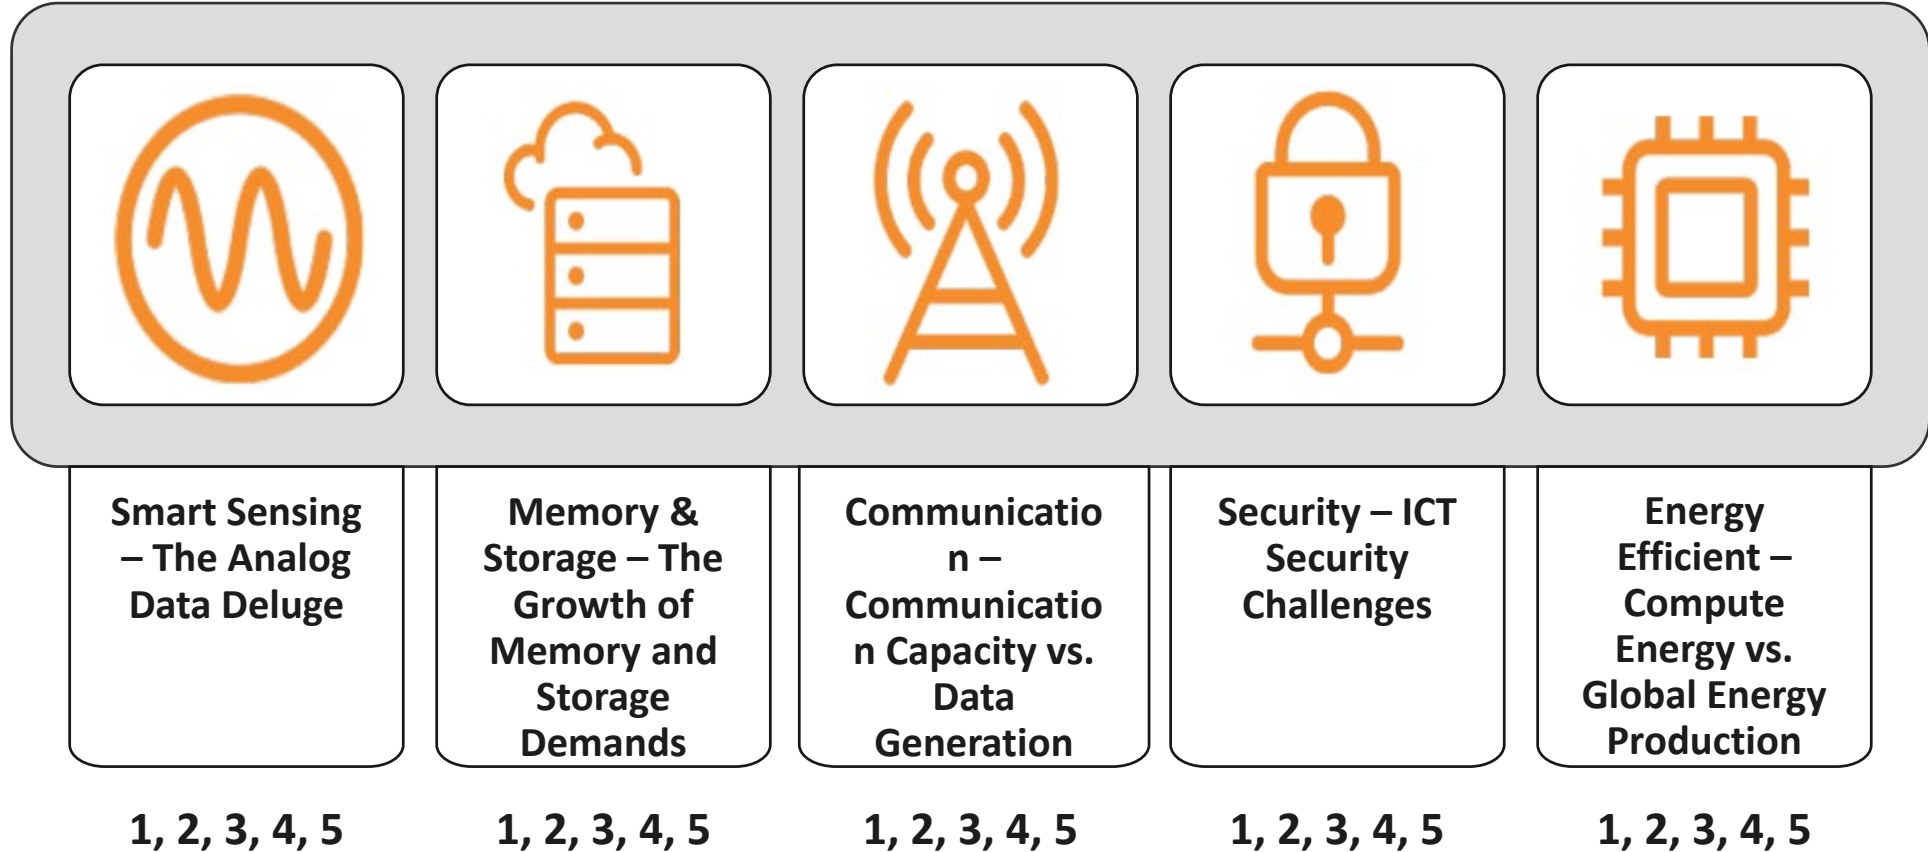 Smart Sensing
– The Analog
Data Deluge
Memory &
Storage – The
Growth of
Memory and
Storage
Demands
Communicatio
n –
Communicatio
n Capacity vs.
Data
Generation
Security – ICT
Security
Challenges
Energy
Efficient –
Compute
Energy vs.
Global Energy
Production
1, 2, 3, 4, 5
1, 2, 3, 4, 5
1, 2, 3, 4, 5
1, 2, 3, 4, 5
1, 2, 3, 4, 5